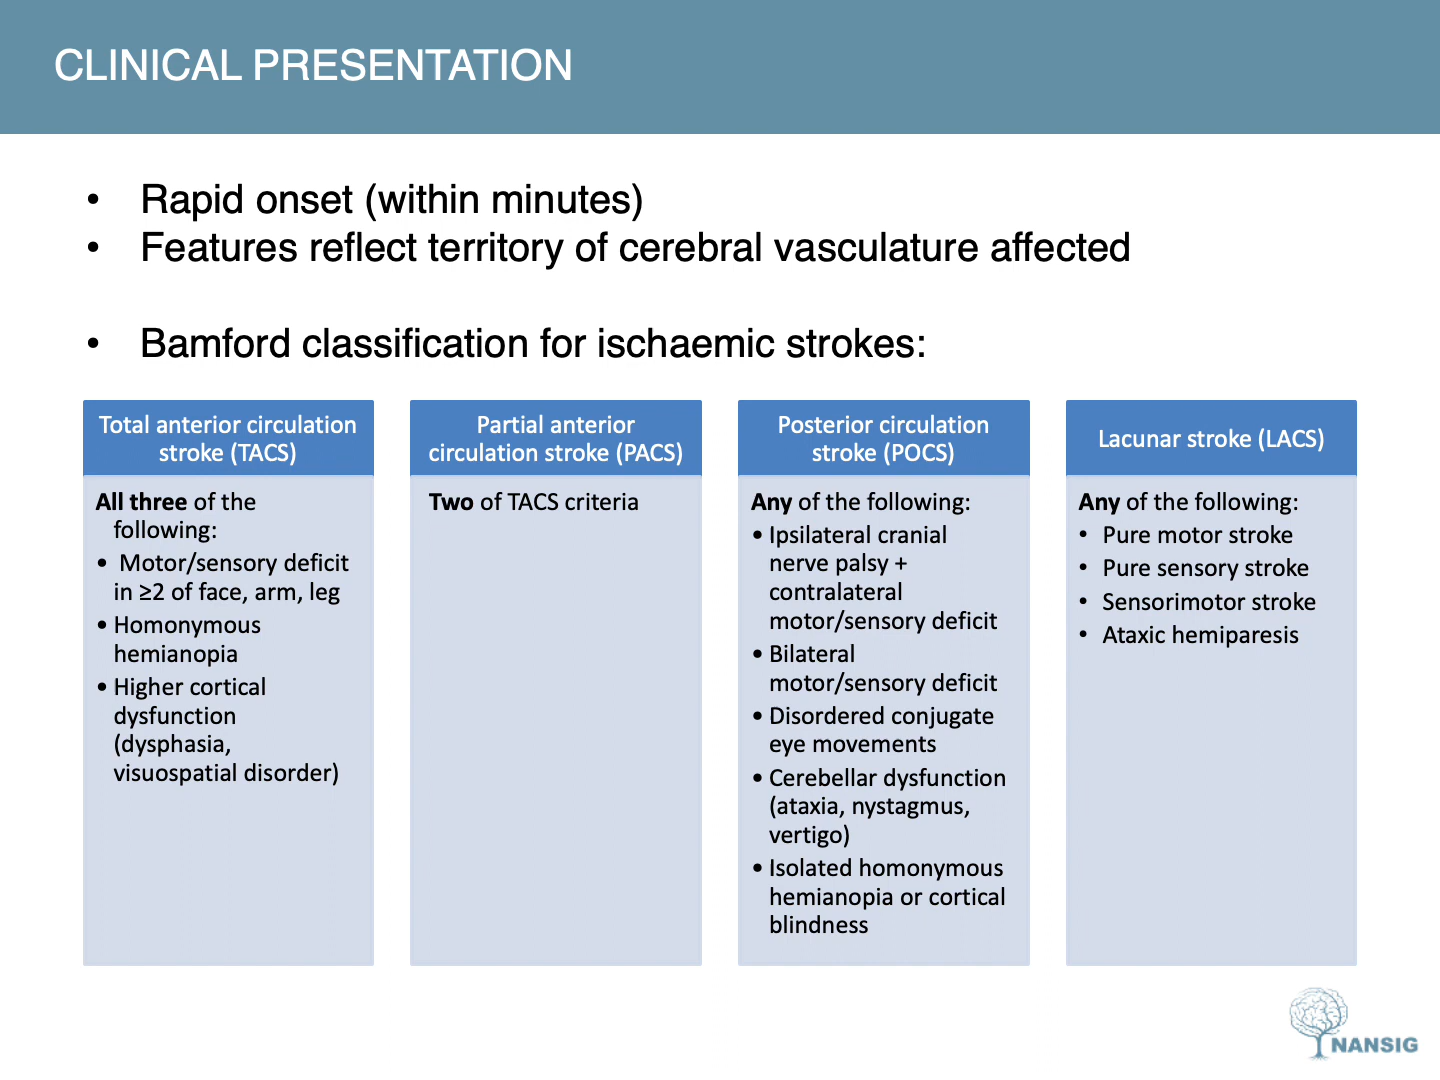 CLINICAL PRESENTATION
• Rapid onset (within minutes)
• Features reflect territory of cerebral vasculature affected
• Bamford classification for ischaemic strokes:
Total anterior circulation
stroke (TACS)
All three of the
following:
• Motor/sensory deficit
in ≥2 of face, arm, leg
• Homonymous
hemianopia
• Higher cortical
dysfunction
(dysphasia,
visuospatial disorder)
Partial anterior
circulation stroke (PACS)
Two of TACS criteria
Posterior circulation
stroke (POCS)
Any of the following:
• Ipsilateral cranial
nerve palsy +
contralateral
motor/sensory deficit
• Bilateral
motor/sensory deficit
• Disordered conjugate
eye movements
• Cerebellar dysfunction
(ataxia, nystagmus,
vertigo)
• Isolated homonymous
hemianopia or cortical
blindness
Lacunar stroke (LACS)
Any of the following:
• Pure motor stroke
• Pure sensory stroke
• Sensorimotor stroke
• Ataxic hemiparesis
NANSIG